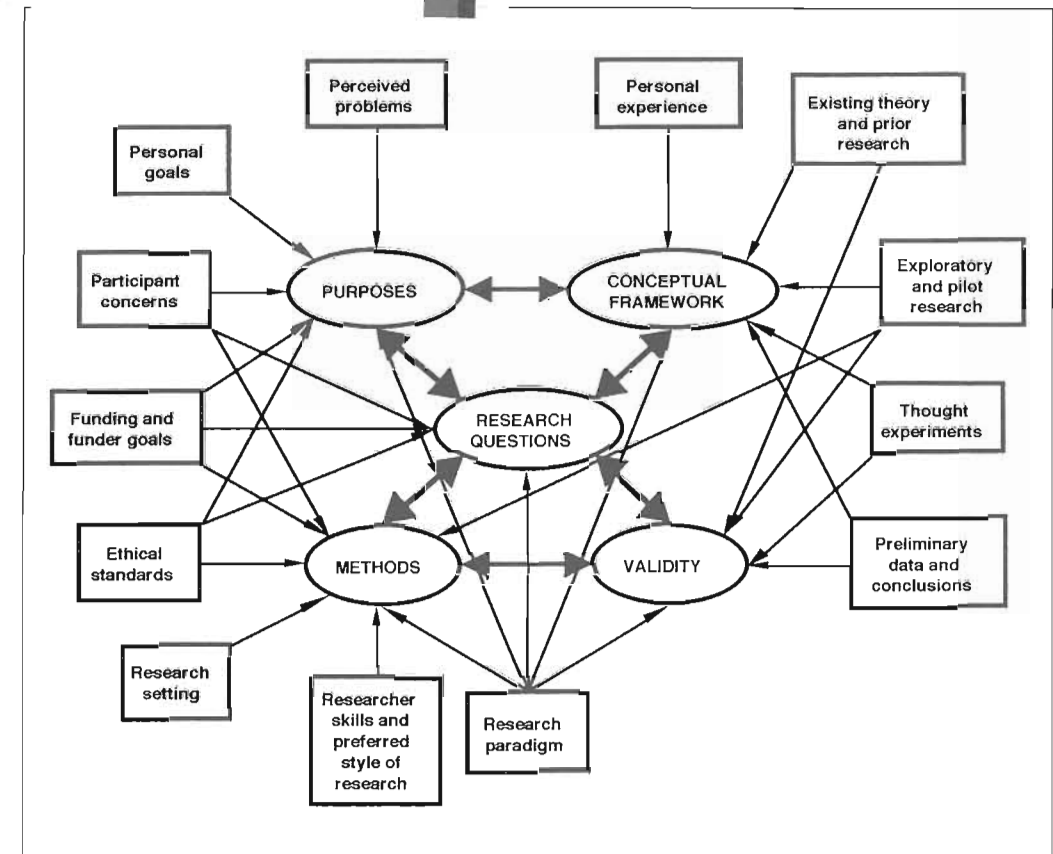 Perceived
problems
Personal
experience
Existing theory
and prior
research
Personal
goals
Participant
concerns
PURPOSES
CONCEPTUAL
FRAMEWORK
Exploratory
and pilot
research
Funding and
funder goals
RESEARCH
QUESTIONS
Thought
experiments
Ethical
standards
METHODS
VALIDITY
Preliminary
data and
conclusions
Research
setting
Researcher
skills and
preferred
style of
research
Research
paradigm